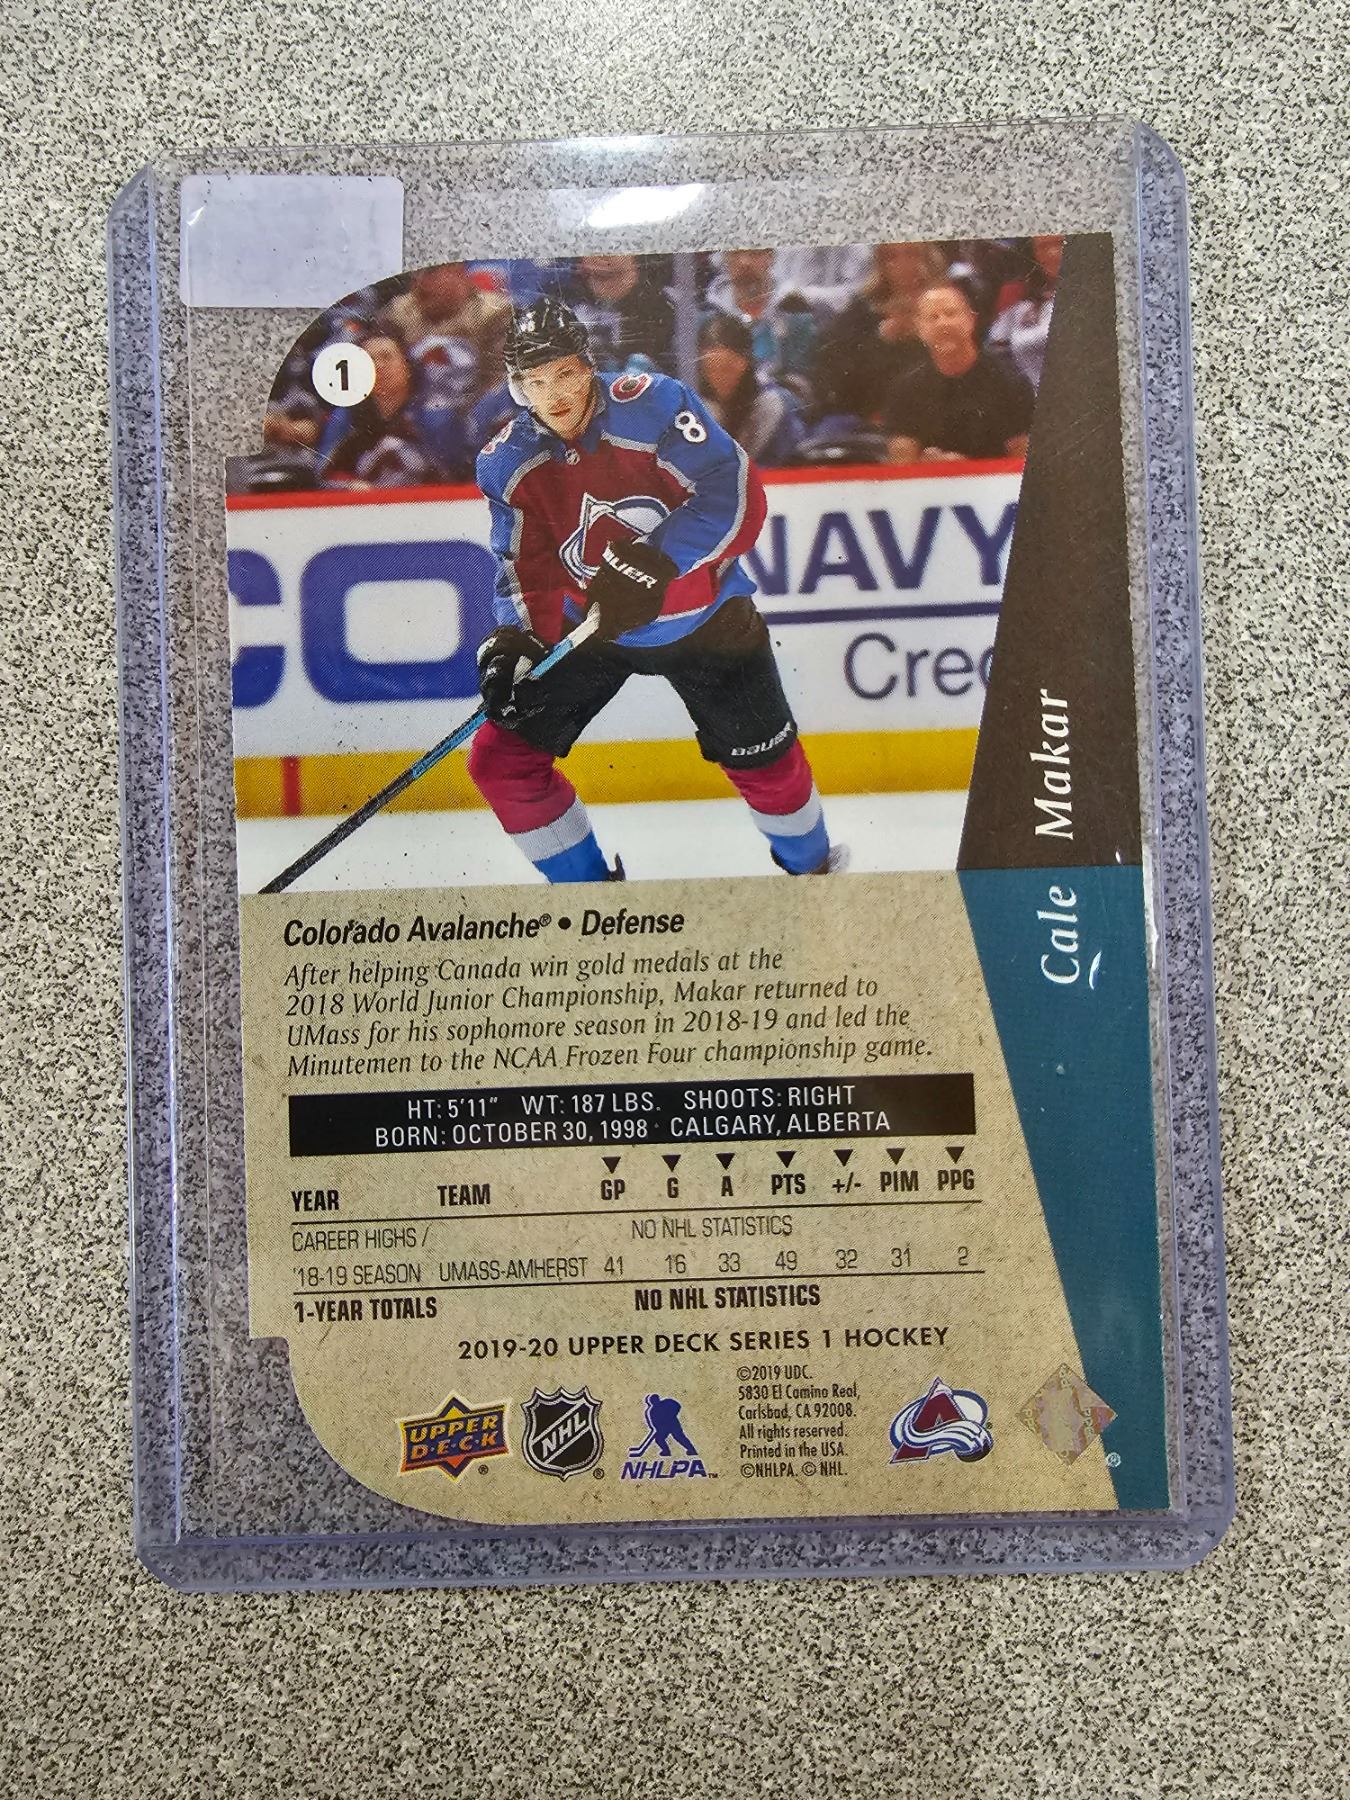 1
8
CO
NAVY
Cred
BAUER
BAUER
Cale Makar
Colorado Avalanche® • Defense
After helping Canada win gold medals at the
2018 World Junior Championship, Makar returned to
UMass for his sophomore season in 2018-19 and led the
Minutemen to the NCAA Frozen Four championship game.
HT: 5'11" WT: 187 LBS. SHOOTS: RIGHT
BORN: OCTOBER 30, 1998 CALGARY, ALBERTA
YEAR TEAM GP G A PTS +/- PIM PPG
CAREER HIGHS / NO NHL STATISTICS
'18-19 SEASON UMASS-AMHERST 41 16 33 49 32 31 2
1-YEAR TOTALS NO NHL STATISTICS
2019-20 UPPER DECK SERIES 1 HOCKEY
©2019 UDC.
5830 El Camino Real,
Carlsbad, CA 92008.
All rights reserved.
Printed in the USA.
©NHLPA. © NHL.
UPPER
D•E•C•K ®
NHL ®
NHLPA™
A ®
®